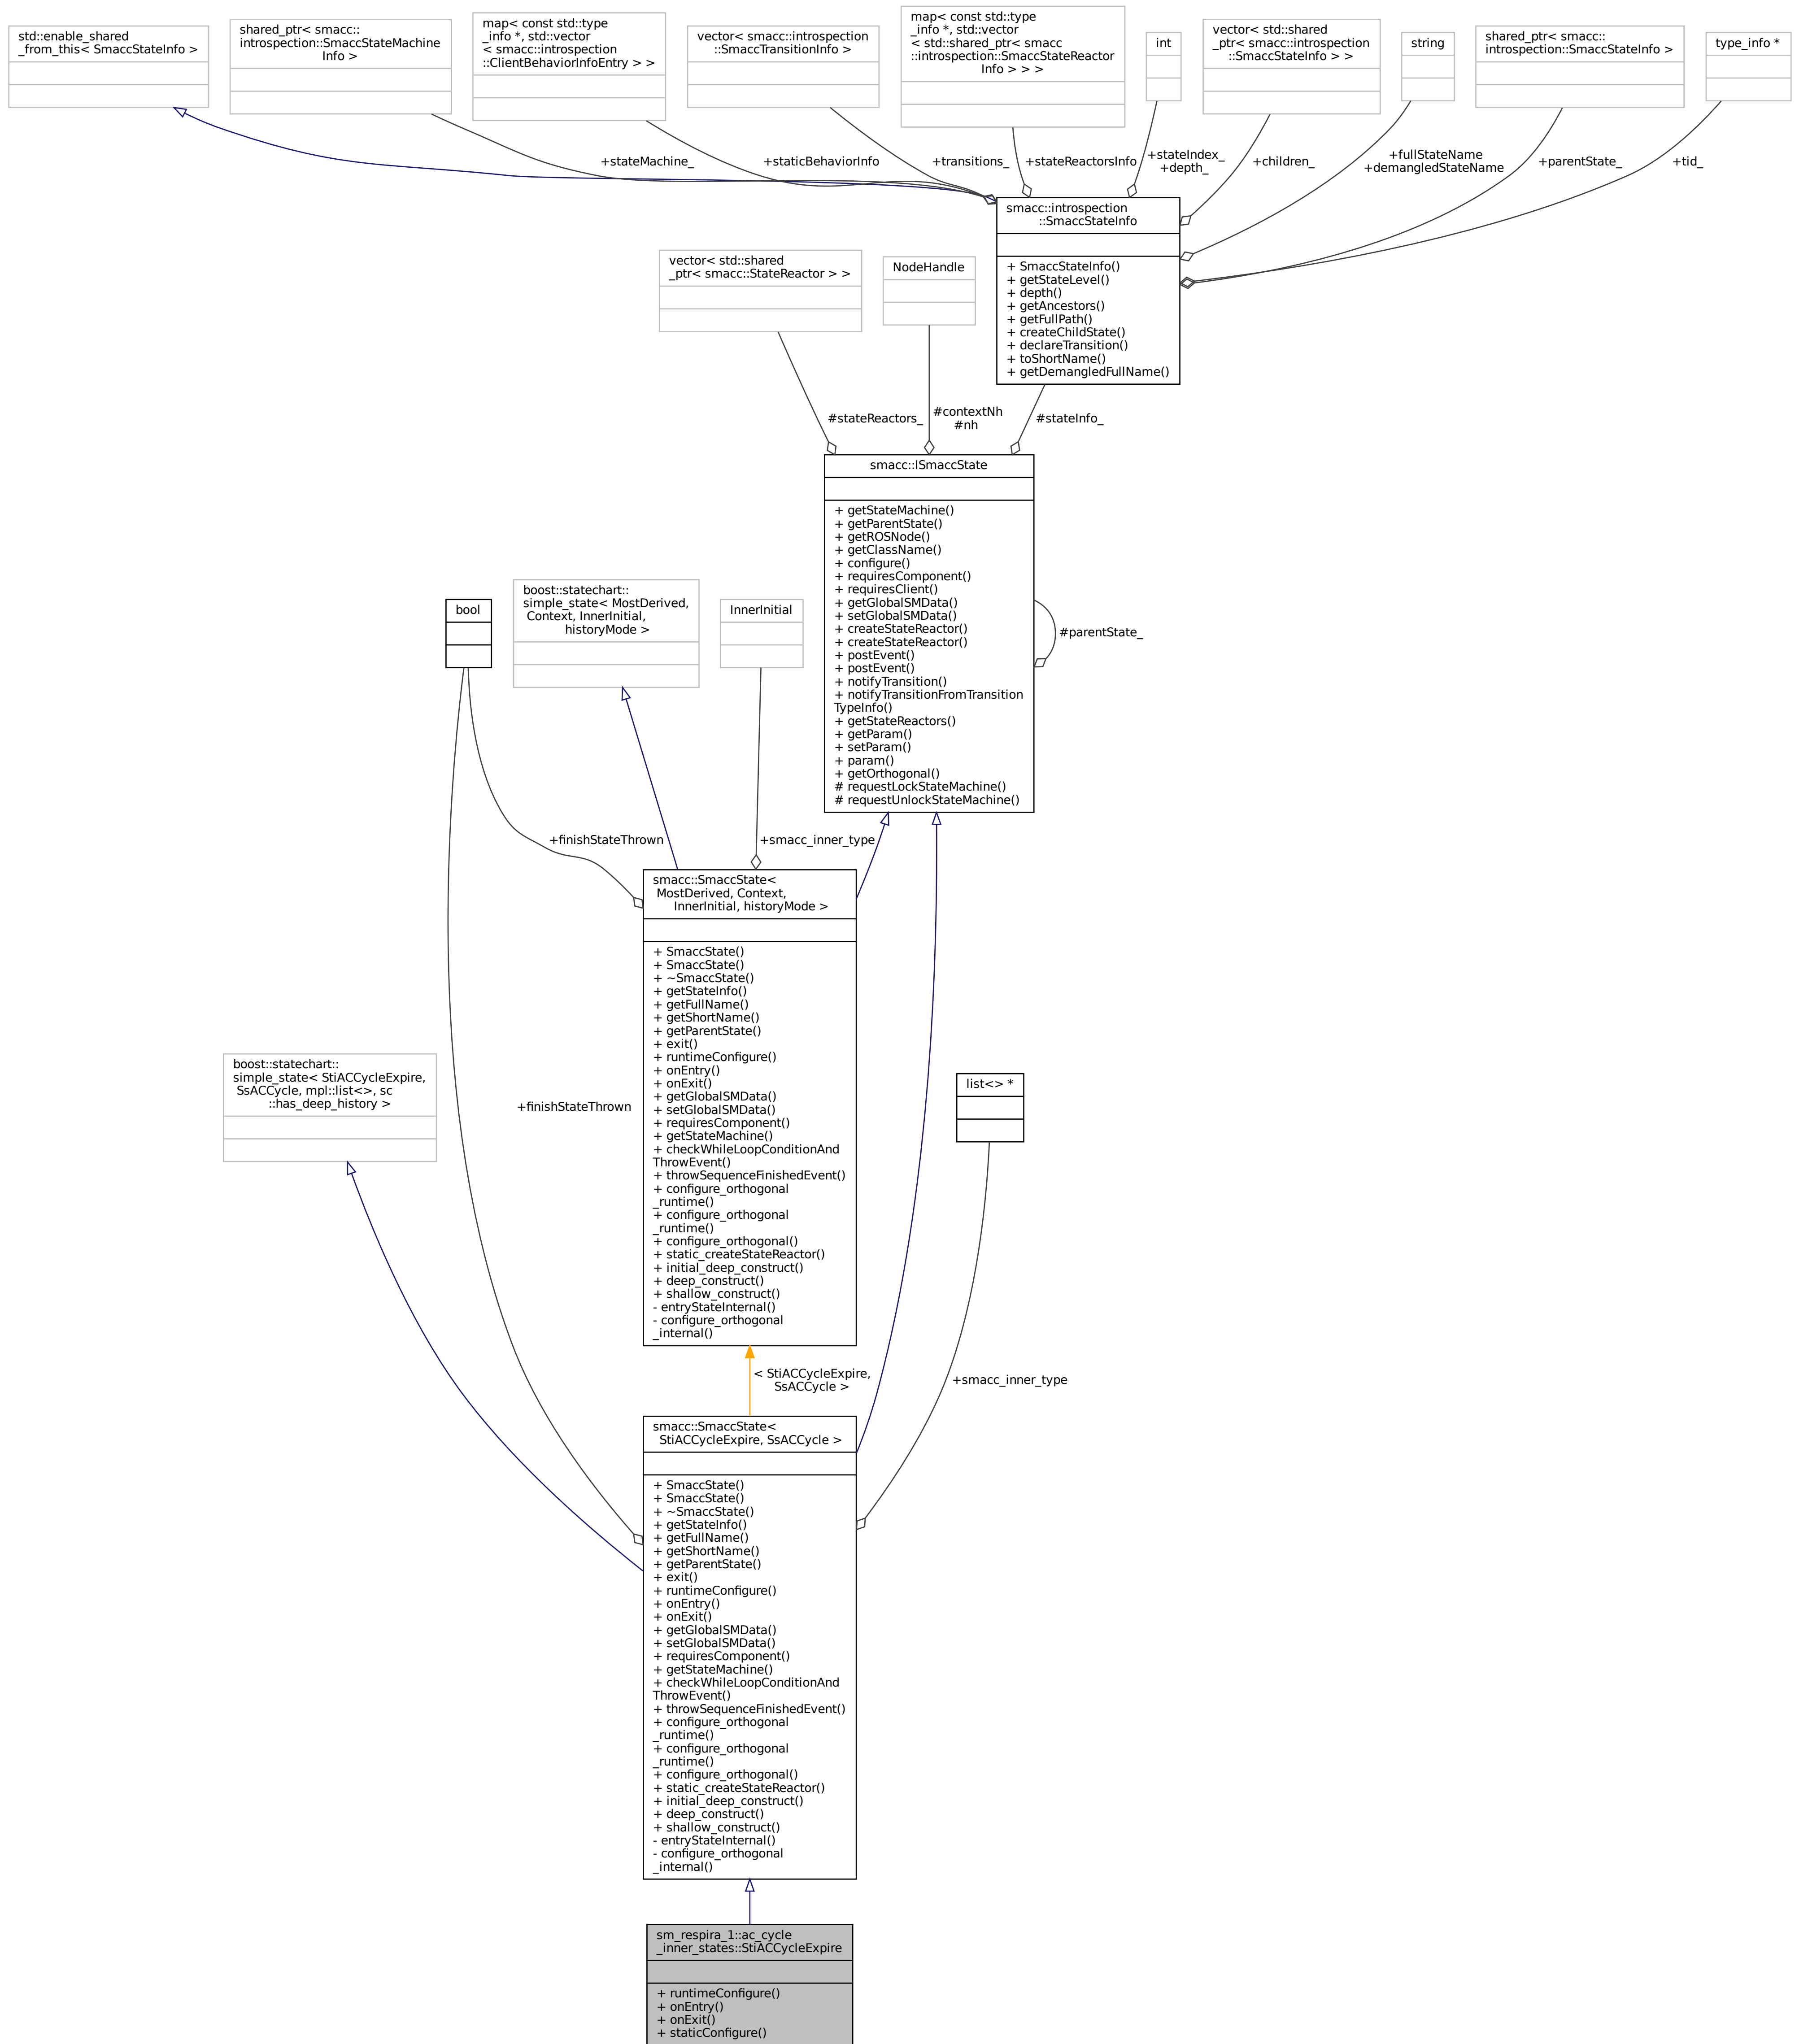 std::enable_shared
_from_this< SmaccStateInfo >
shared_ptr< smacc::
introspection::SmaccStateMachine
Info >
map< const std::type
_info *, std::vector
< smacc::introspection
::ClientBehaviorInfoEntry > >
vector< smacc::introspection
::SmaccTransitionInfo >
map< const std::type
_info *, std::vector
< std::shared_ptr< smacc
::introspection::SmaccStateReactor
Info > > >
int
vector< std::shared
_ptr< smacc::introspection
::SmaccStateInfo > >
string
shared_ptr< smacc::
introspection::SmaccStateInfo >
type_info *
+stateMachine_
+staticBehaviorInfo
+transitions_
+stateReactorsInfo
+stateIndex_
+depth_
+children_
+fullStateName
+demangledStateName
+parentState_
+tid_
smacc::introspection
::SmaccStateInfo
+ SmaccStateInfo()
+ getStateLevel()
+ depth()
+ getAncestors()
+ getFullPath()
+ createChildState()
+ declareTransition()
+ toShortName()
+ getDemangledFullName()
vector< std::shared
_ptr< smacc::StateReactor > >
NodeHandle
#stateReactors_
#contextNh
#nh
#stateInfo_
smacc::ISmaccState
+ getStateMachine()
+ getParentState()
+ getROSNode()
+ getClassName()
+ configure()
+ requiresComponent()
+ requiresClient()
+ getGlobalSMData()
+ setGlobalSMData()
+ createStateReactor()
+ createStateReactor()
+ postEvent()
+ postEvent()
+ notifyTransition()
+ notifyTransitionFromTransition
TypeInfo()
+ getStateReactors()
+ getParam()
+ setParam()
+ param()
+ getOrthogonal()
# requestLockStateMachine()
# requestUnlockStateMachine()
#parentState_
bool
boost::statechart::
simple_state< MostDerived,
Context, InnerInitial,
historyMode >
InnerInitial
+finishStateThrown
+smacc_inner_type
smacc::SmaccState<
MostDerived, Context,
InnerInitial, historyMode >
+ SmaccState()
+ SmaccState()
+ ~SmaccState()
+ getStateInfo()
+ getFullName()
+ getShortName()
+ getParentState()
+ exit()
+ runtimeConfigure()
+ onEntry()
+ onExit()
+ getGlobalSMData()
+ setGlobalSMData()
+ requiresComponent()
+ getStateMachine()
+ checkWhileLoopConditionAnd
ThrowEvent()
+ throwSequenceFinishedEvent()
+ configure_orthogonal
_runtime()
+ configure_orthogonal
_runtime()
+ configure_orthogonal()
+ static_createStateReactor()
+ initial_deep_construct()
+ deep_construct()
+ shallow_construct()
- entryStateInternal()
- configure_orthogonal
_internal()
boost::statechart::
simple_state< StiACCycleExpire,
SsACCycle, mpl::list<>, sc
::has_deep_history >
+finishStateThrown
list<> *
< StiACCycleExpire,
SsACCycle >
+smacc_inner_type
smacc::SmaccState<
StiACCycleExpire, SsACCycle >
+ SmaccState()
+ SmaccState()
+ ~SmaccState()
+ getStateInfo()
+ getFullName()
+ getShortName()
+ getParentState()
+ exit()
+ runtimeConfigure()
+ onEntry()
+ onExit()
+ getGlobalSMData()
+ setGlobalSMData()
+ requiresComponent()
+ getStateMachine()
+ checkWhileLoopConditionAnd
ThrowEvent()
+ throwSequenceFinishedEvent()
+ configure_orthogonal
_runtime()
+ configure_orthogonal
_runtime()
+ configure_orthogonal()
+ static_createStateReactor()
+ initial_deep_construct()
+ deep_construct()
+ shallow_construct()
- entryStateInternal()
- configure_orthogonal
_internal()
sm_respira_1::ac_cycle
_inner_states::StiACCycleExpire
+ runtimeConfigure()
+ onEntry()
+ onExit()
+ staticConfigure()